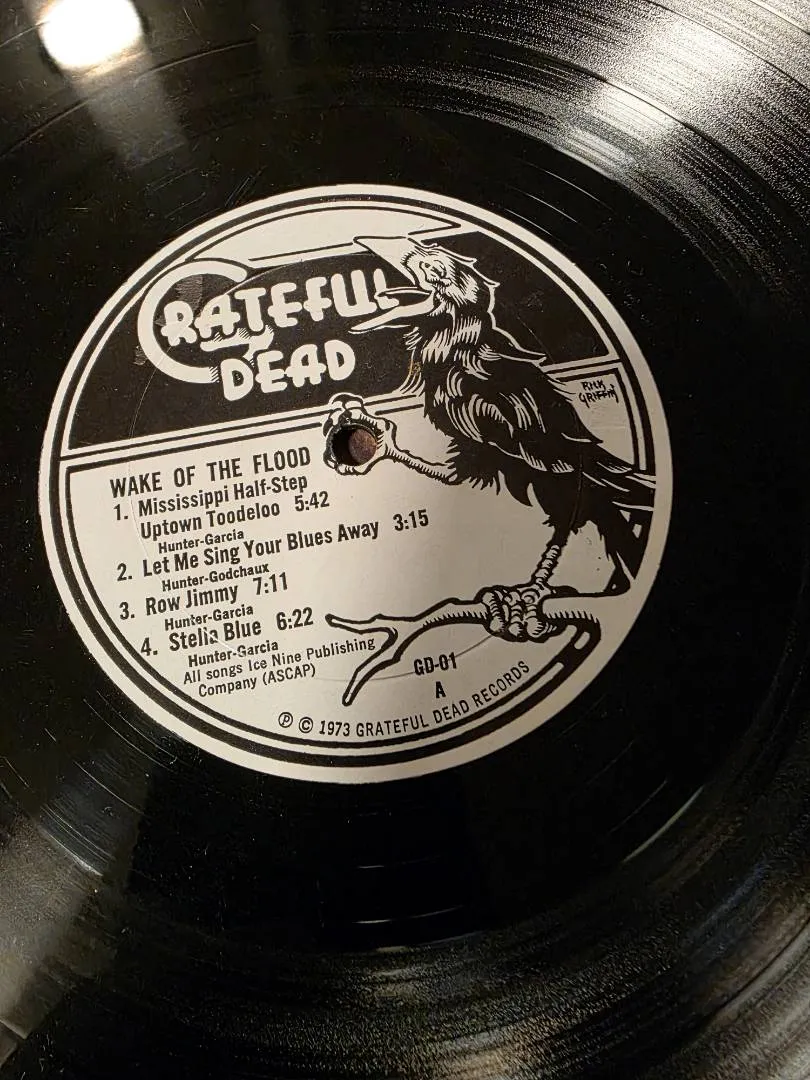 GRATEFUL
DEAD
RICK
GRIFFIN
WAKE OF THE FLOOD
1. Mississippi Half-Step
Uptown Toodeloo 5:42
Hunter-Garcia
2. Let Me Sing Your Blues Away 3:15
Hunter-Godchaux
3. Row Jimmy 7:11
Hunter-Garcia
4. Stella Blue 6:22
Hunter-Garcia
All songs Ice Nine Publishing
Company (ASCAP)
GD-01
A
℗ © 1973 GRATEFUL DEAD RECORDS